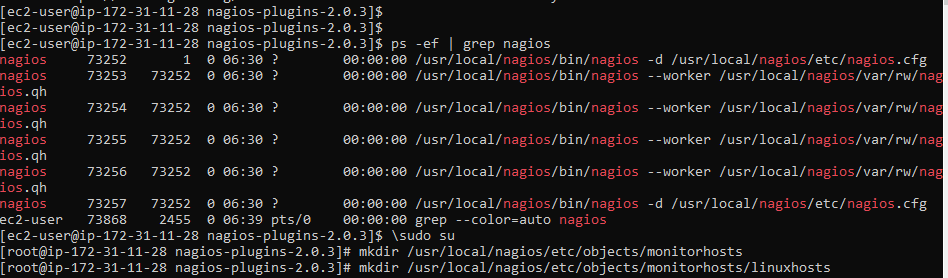 [ec2-user@ip-172-31-11-28 nagios-plugins-2.0.3]$
[ec2-user@ip-172-31-11-28 nagios-plugins-2.0.3]$
[ec2-user@ip-172-31-11-28 nagios-plugins-2.0.3]$ ps -ef | grep nagios
nagios     73252       1  0 06:30 ?        00:00:00 /usr/local/nagios/bin/nagios -d /usr/local/nagios/etc/nagios.cfg
nagios     73253   73252  0 06:30 ?        00:00:00 /usr/local/nagios/bin/nagios --worker /usr/local/nagios/var/rw/nag
ios.qh
nagios     73254   73252  0 06:30 ?        00:00:00 /usr/local/nagios/bin/nagios --worker /usr/local/nagios/var/rw/nag
ios.qh
nagios     73255   73252  0 06:30 ?        00:00:00 /usr/local/nagios/bin/nagios --worker /usr/local/nagios/var/rw/nag
ios.qh
nagios     73256   73252  0 06:30 ?        00:00:00 /usr/local/nagios/bin/nagios --worker /usr/local/nagios/var/rw/nag
ios.qh
nagios     73257   73252  0 06:30 ?        00:00:00 /usr/local/nagios/bin/nagios -d /usr/local/nagios/etc/nagios.cfg
ec2-user   73868    2455  0 06:39 pts/0    00:00:00 grep --color=auto nagios
[ec2-user@ip-172-31-11-28 nagios-plugins-2.0.3]$ \sudo su
[root@ip-172-31-11-28 nagios-plugins-2.0.3]# mkdir /usr/local/nagios/etc/objects/monitorhosts
[root@ip-172-31-11-28 nagios-plugins-2.0.3]# mkdir /usr/local/nagios/etc/objects/monitorhosts/linuxhosts